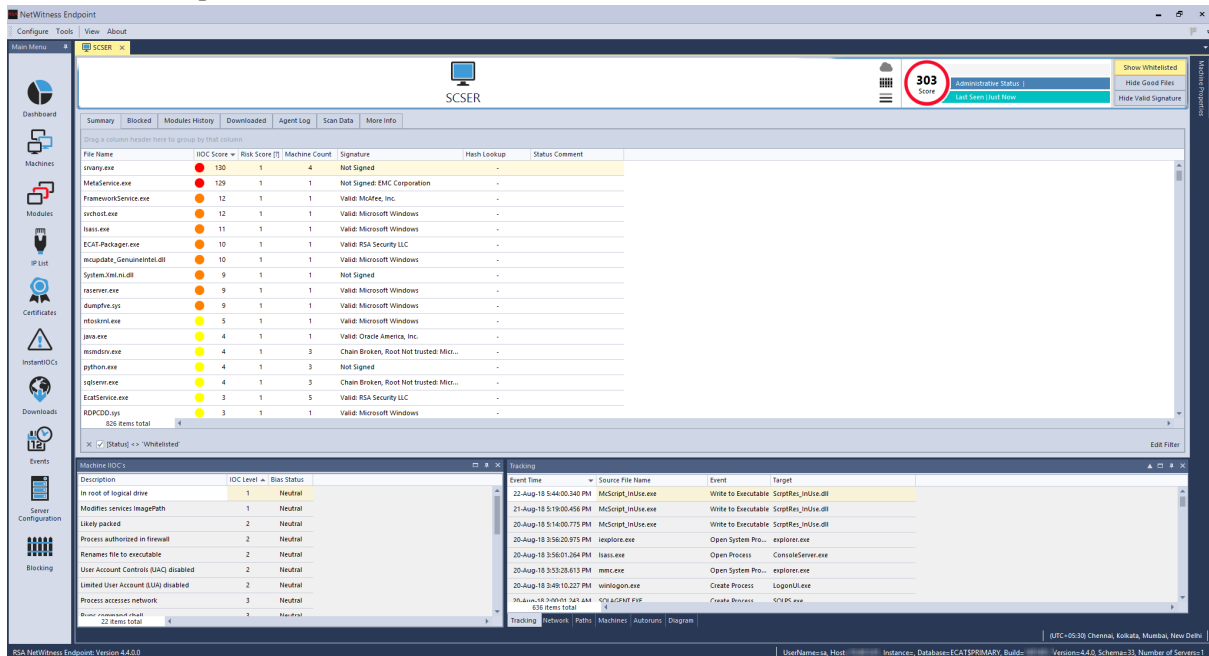 NetWitness Endpoint
Configure Tools View About
Main Menu
SCSER
SCSER
303
Score
Administrative Status |
Last Seen |Just Now
Show Whitelisted
Hide Good Files
Hide Valid Signature
Machine Properties
Dashboard
Machines
Modules
IP List
Certificates
InstantIOCs
Downloads
Events
Server
Configuration
Blocking
Summary Blocked Modules History Downloaded Agent Log Scan Data More Info
Drag a column header here to group by that column
File Name IIOC Score Risk Score [?] Machine Count Signature Hash Lookup Status Comment
srvany.exe 130 1 4 Not Signed -
MetaService.exe 129 1 1 Not Signed: EMC Corporation -
FrameworkService.exe 12 1 1 Valid: McAfee, Inc. -
svchost.exe 12 1 1 Valid: Microsoft Windows -
lsass.exe 11 1 1 Valid: Microsoft Windows -
ECAT-Packager.exe 10 1 1 Valid: RSA Security LLC -
mcupdate_GenuineIntel.dll 10 1 1 Valid: Microsoft Windows -
System.Xml.ni.dll 9 1 1 Not Signed -
raserver.exe 9 1 1 Valid: Microsoft Windows -
dumpfve.sys 9 1 1 Valid: Microsoft Windows -
ntoskrnl.exe 5 1 1 Valid: Microsoft Windows -
java.exe 4 1 1 Valid: Oracle America, Inc. -
msmdsrv.exe 4 1 3 Chain Broken, Root Not trusted: Micr... -
python.exe 4 1 3 Not Signed -
sqlservr.exe 4 1 3 Chain Broken, Root Not trusted: Micr... -
EcatService.exe 3 1 5 Valid: RSA Security LLC -
RDPCDD.sys 3 1 1 Valid: Microsoft Windows -
826 items total
[Status] <> 'Whitelisted'
Edit Filter
Machine IIOC's
Description IOC Level Bias Status
In root of logical drive 1 Neutral
Modifies services ImagePath 1 Neutral
Likely packed 2 Neutral
Process authorized in firewall 2 Neutral
Renames file to executable 2 Neutral
User Account Controls (UAC) disabled 2 Neutral
Limited User Account (LUA) disabled 2 Neutral
Process accesses network 3 Neutral
Runs command shell 3 Neutral
22 items total
Tracking
Event Time Source File Name Event Target
22-Aug-18 5:44:00.340 PM McScript_InUse.exe Write to Executable ScrptRes_InUse.dll
21-Aug-18 5:19:00.456 PM McScript_InUse.exe Write to Executable ScrptRes_InUse.dll
20-Aug-18 5:14:00.775 PM McScript_InUse.exe Write to Executable ScrptRes_InUse.dll
20-Aug-18 3:56:20.975 PM iexplore.exe Open System Pro... explorer.exe
20-Aug-18 3:56:01.264 PM lsass.exe Open Process ConsoleServer.exe
20-Aug-18 3:53:28.613 PM mmc.exe Open System Pro... explorer.exe
20-Aug-18 3:49:10.227 PM winlogon.exe Create Process LogonUI.exe
20-Aug-18 2:00:01.243 AM SQLAGENT.EXE Create Process SQLPS.exe
636 items total
Tracking Network Paths Machines Autoruns Diagram
(UTC+05:30) Chennai, Kolkata, Mumbai, New Delhi
RSA NetWitness Endpoint: Version 4.4.0.0
UserName=sa, Host Instance=, Database=ECAT$PRIMARY, Build= Version=4.4.0, Schema=33, Number of Servers=1